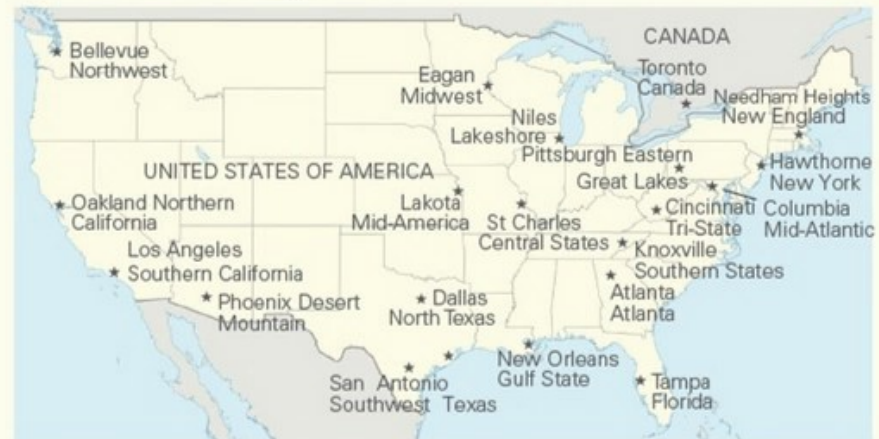 CANADA
Bellevue
Northwest
Eagan
Midwest
Toronto
Canada
Needham Heights
New England
Niles
Lakeshore
Pittsburgh Eastern
Great Lakes
Hawthorne
New York
UNITED STATES OF AMERICA
Oakland Northern
California
Lakota
Mid-America
St Charles
Central States
Cincinnati
Tri-State
Columbia
Mid-Atlantic
Los Angeles
Southern California
Knoxville
Southern States
Phoenix Desert
Mountain
Dallas
North Texas
Atlanta
Atlanta
San Antonio
Southwest Texas
New Orleans
Gulf State
Tampa
Florida